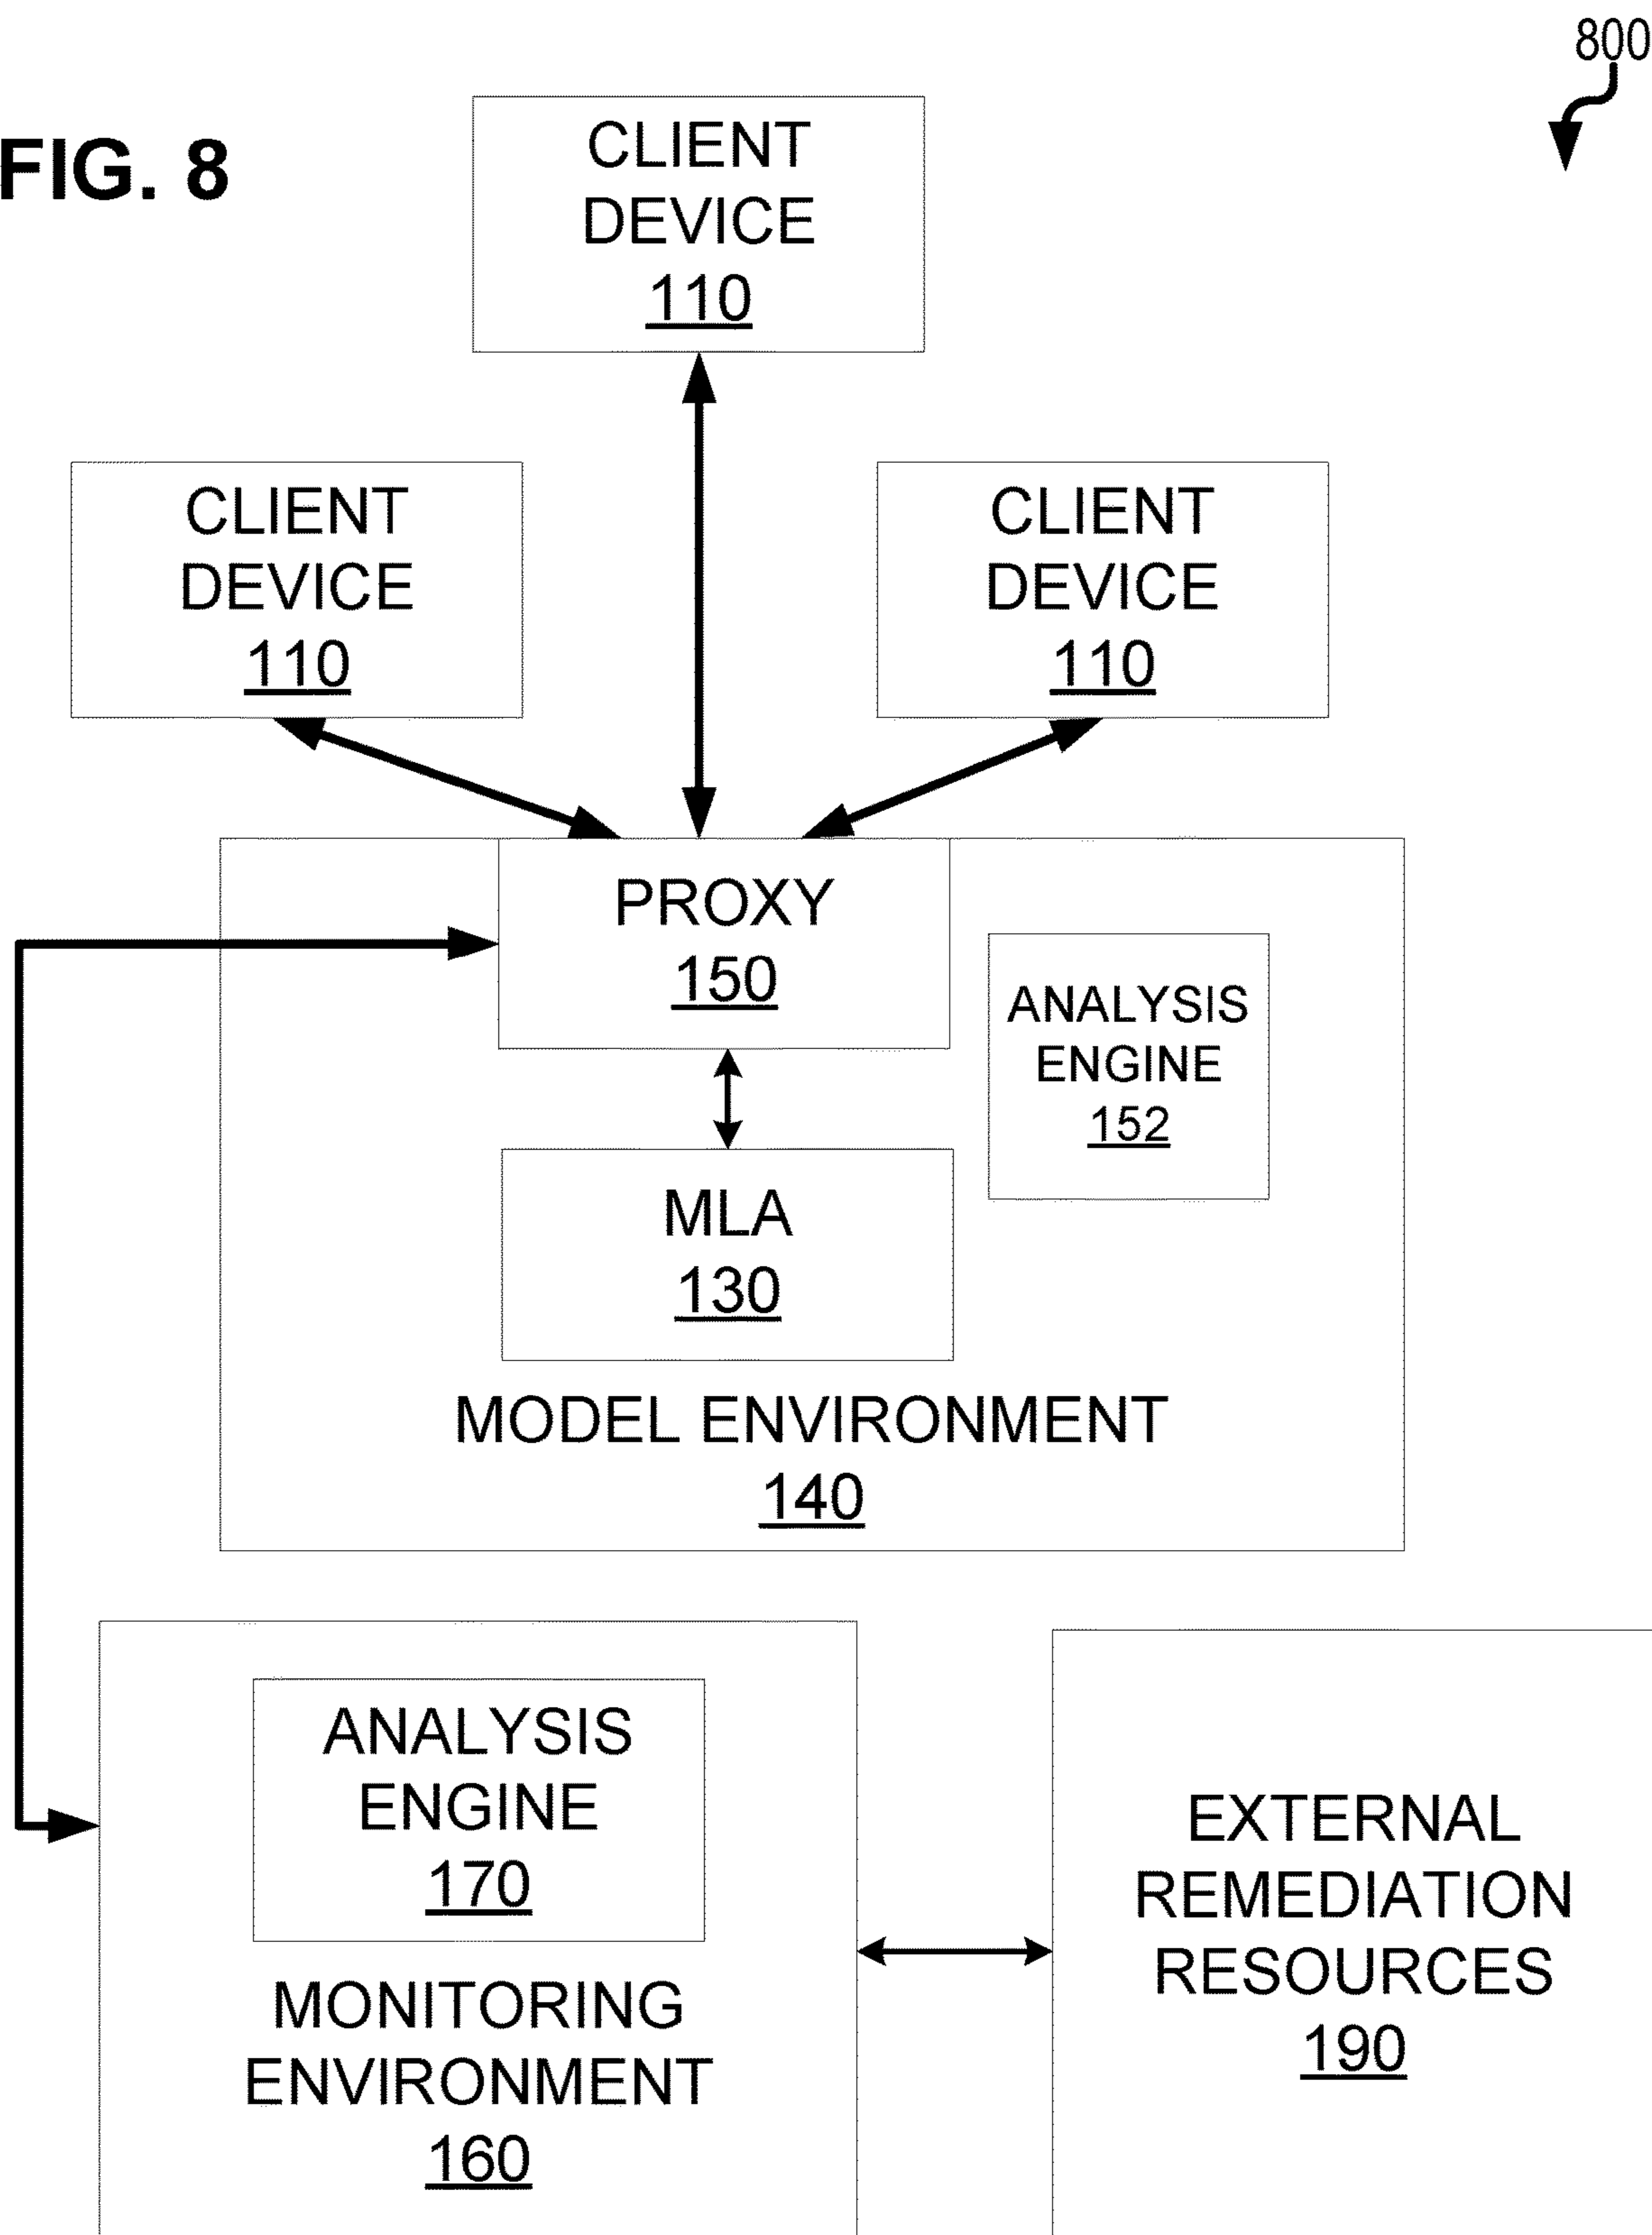 800
FIG. 8
CLIENT
DEVICE
110
CLIENT
DEVICE
110
CLIENT
DEVICE
110
PROXY
150
ANALYSIS
ENGINE
152
MLA
130
MODEL ENVIRONMENT
140
ANALYSIS
ENGINE
170
MONITORING
ENVIRONMENT
160
EXTERNAL
REMEDIATION
RESOURCES
190